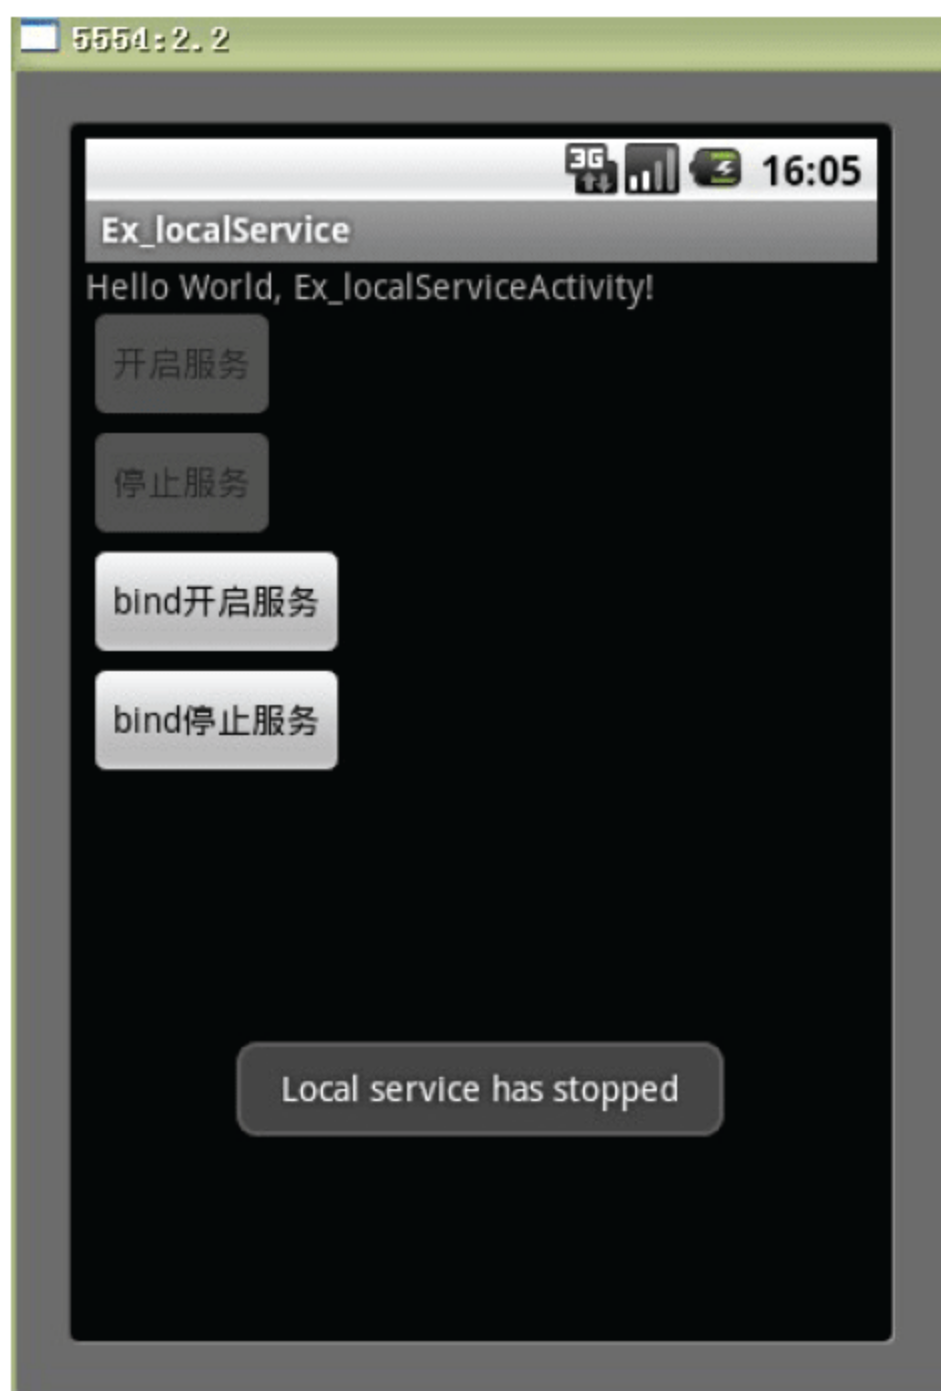 5554:2.2
3G 16:05
Ex_localService
Hello World, Ex_localServiceActivity!
开启服务
停止服务
bind开启服务
bind停止服务
Local service has stopped